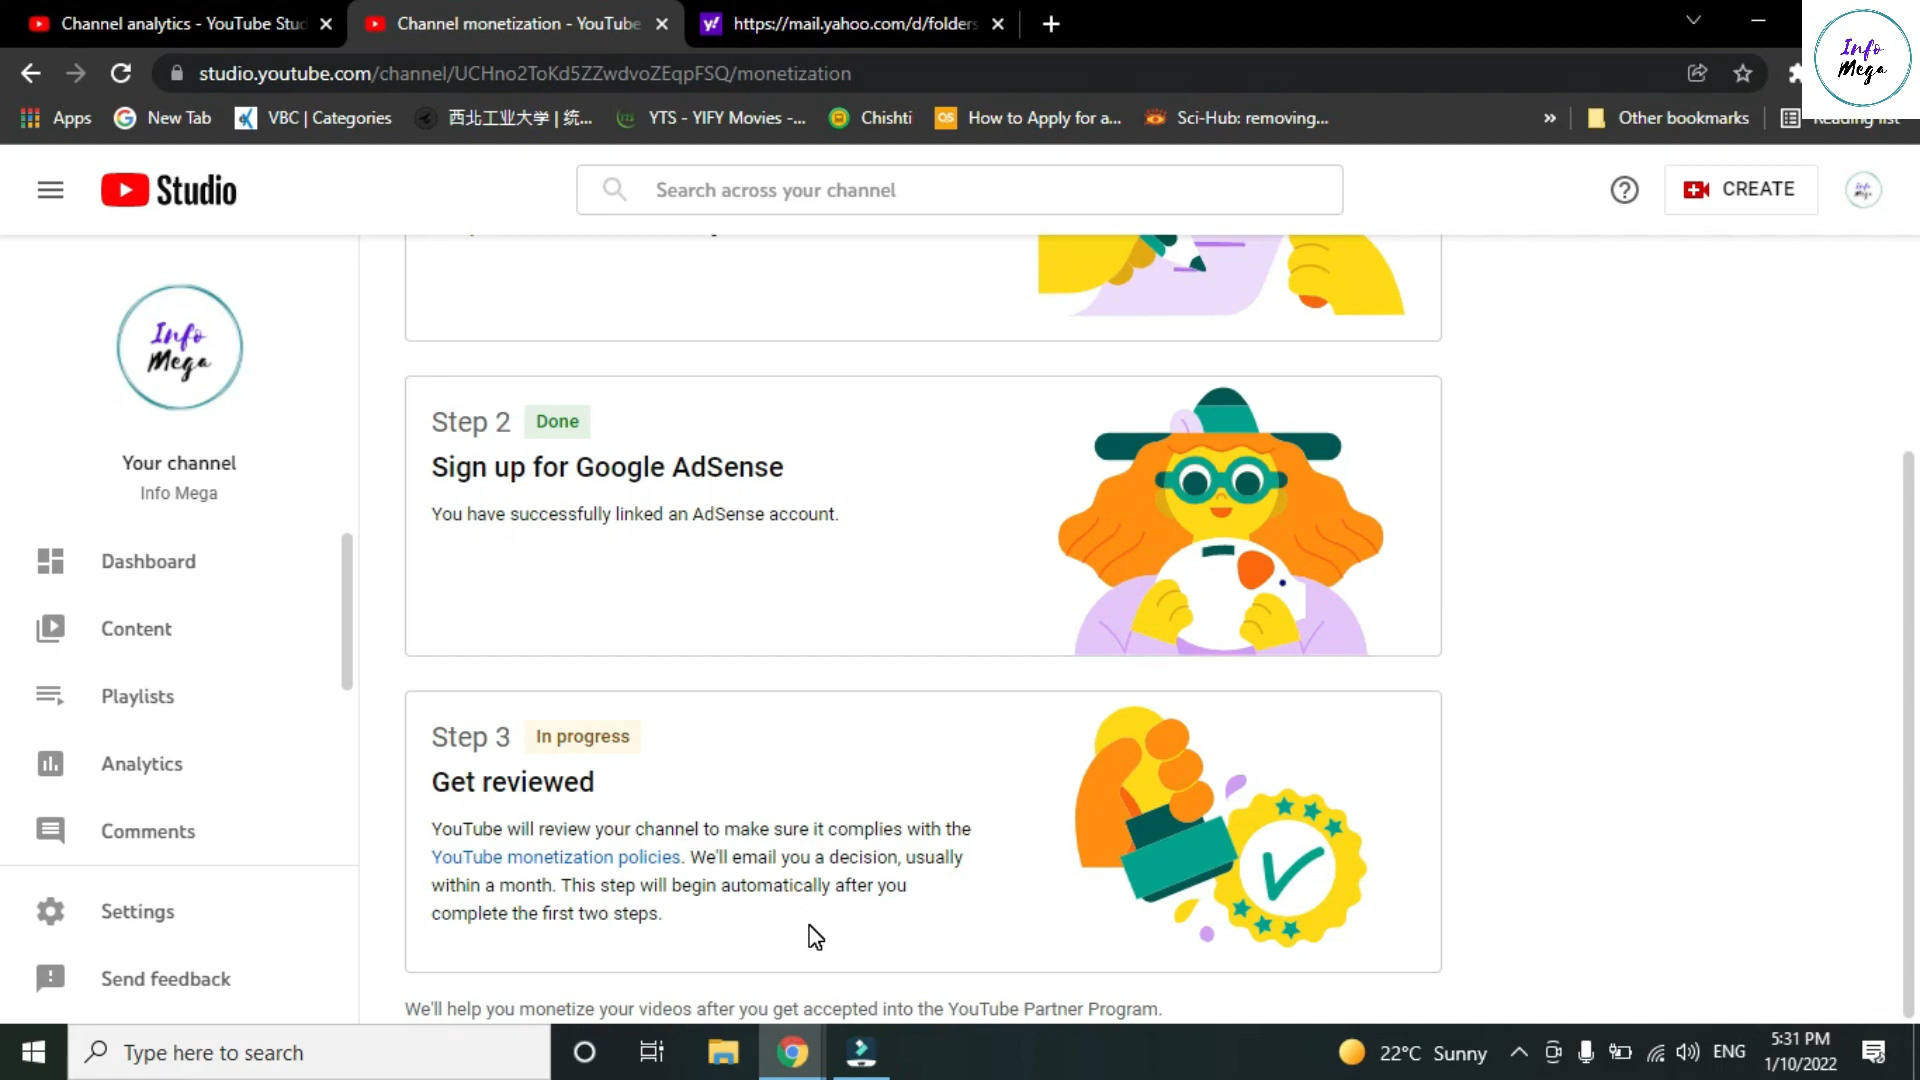 Channel analytics - YouTube Stud
Channel monetization - YouTube
y! https://mail.yahoo.com/d/folders
studio.youtube.com/channel/UCHno2ToKd5ZZwdvoZEqpFSQ/monetization
Info
Mega
Apps
New Tab
VBC | Categories
西北工业大学 | 统...
YTS - YIFY Movies -...
Chishti
OS How to Apply for a...
Sci-Hub: removing...
»
Other bookmarks
Reading list
Studio
Search across your channel
CREATE
Info
Mega
Your channel
Info Mega
Dashboard
Content
Playlists
Analytics
Comments
Settings
Send feedback
Step 2 Done
Sign up for Google AdSense
You have successfully linked an AdSense account.
Step 3 In progress
Get reviewed
YouTube will review your channel to make sure it complies with the
YouTube monetization policies. We'll email you a decision, usually
within a month. This step will begin automatically after you
complete the first two steps.
We'll help you monetize your videos after you get accepted into the YouTube Partner Program.
Type here to search
22°C Sunny
ENG
5:31 PM
1/10/2022